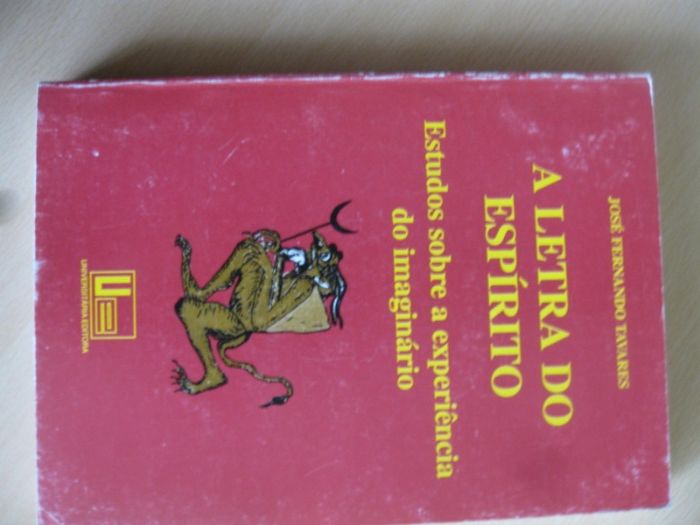 JOSÉ FERNANDO TAVARES
A LETRA DO
ESPÍRITO
Estudos sobre a experiência
do imaginário
UNIVERSITÁRIA EDITORA